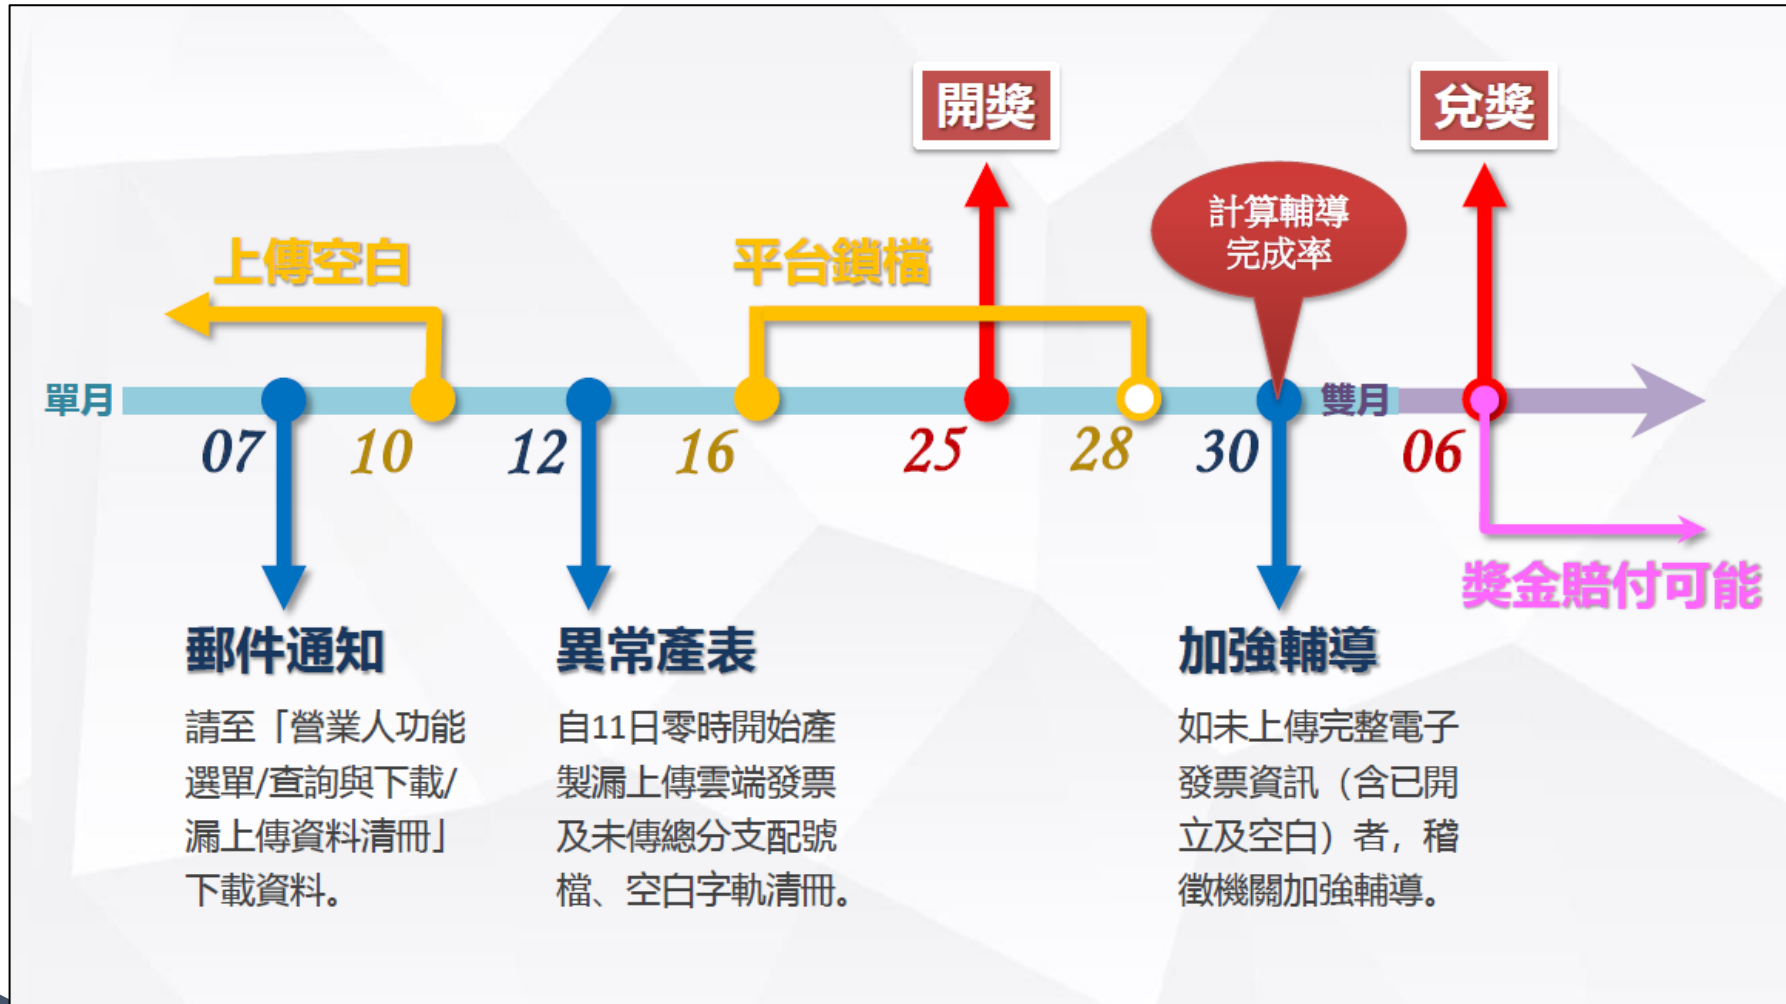 開獎
兌獎
計算輔導
完成率
上傳空白
平台鎖檔
單月
雙月
07
10
12
16
25
28
30
06
獎金賠付可能
郵件通知
請至「營業人功能
選單/查詢與下載/
漏上傳資料清冊」
下載資料。
異常產表
自11日零時開始產
製漏上傳雲端發票
及未傳總分支配號
檔、空白字軌清冊。
加強輔導
如未上傳完整電子
發票資訊（含已開
立及空白）者，稽
徵機關加強輔導。